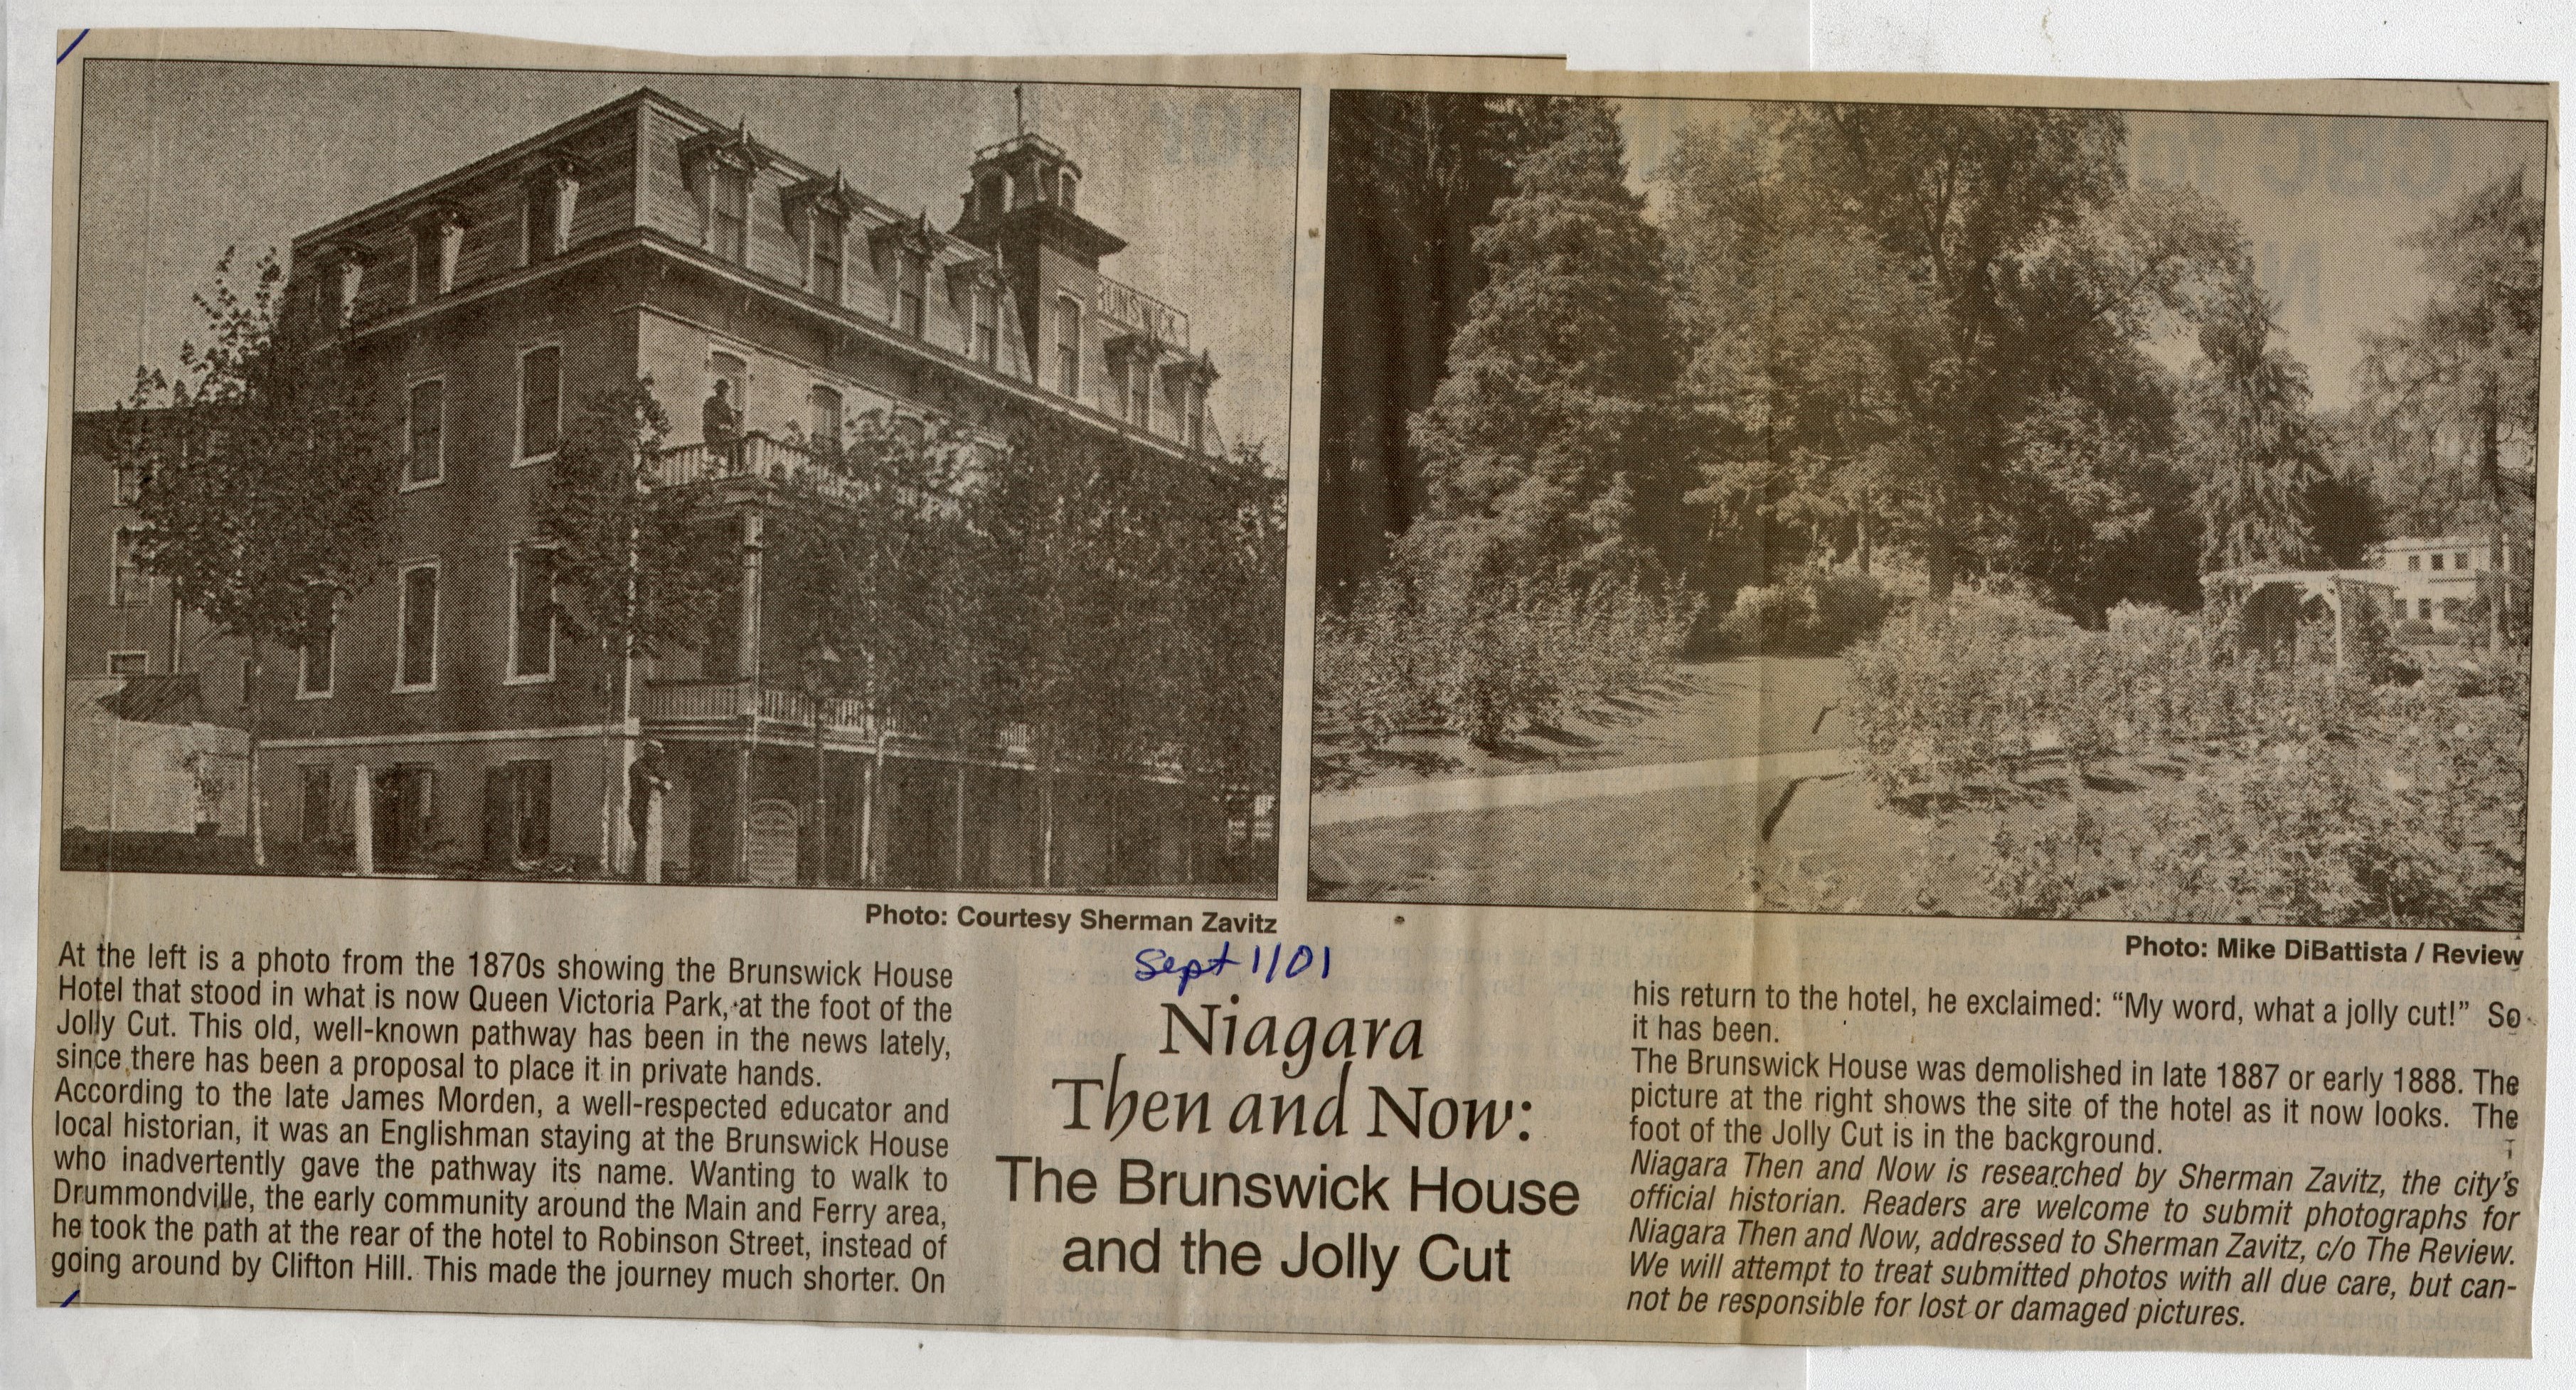 BRUNSWICK
Photo: Courtesy Sherman Zavitz
Photo: Mike DiBattista / Review
At the left is a photo from the 1870s showing the Brunswick House
Hotel that stood in what is now Queen Victoria Park, at the foot of the
Jolly Cut. This old, well-known pathway has been in the news lately,
since there has been a proposal to place it in private hands.
According to the late James Morden, a well-respected educator and
local historian, it was an Englishman staying at the Brunswick House
who inadvertently gave the pathway its name. Wanting to walk to
Drummondville, the early community around the Main and Ferry area,
he took the path at the rear of the hotel to Robinson Street, instead of
going around by Clifton Hill. This made the journey much shorter. On
Sept 1/01
Niagara
Then and Now:
The Brunswick House
and the Jolly Cut
his return to the hotel, he exclaimed: “My word, what a jolly cut!” So
it has been.
The Brunswick House was demolished in late 1887 or early 1888. The
picture at the right shows the site of the hotel as it now looks. The
foot of the Jolly Cut is in the background.
Niagara Then and Now is researched by Sherman Zavitz, the city’s
official historian. Readers are welcome to submit photographs for
Niagara Then and Now, addressed to Sherman Zavitz, c/o The Review.
We will attempt to treat submitted photos with all due care, but can-
not be responsible for lost or damaged pictures.